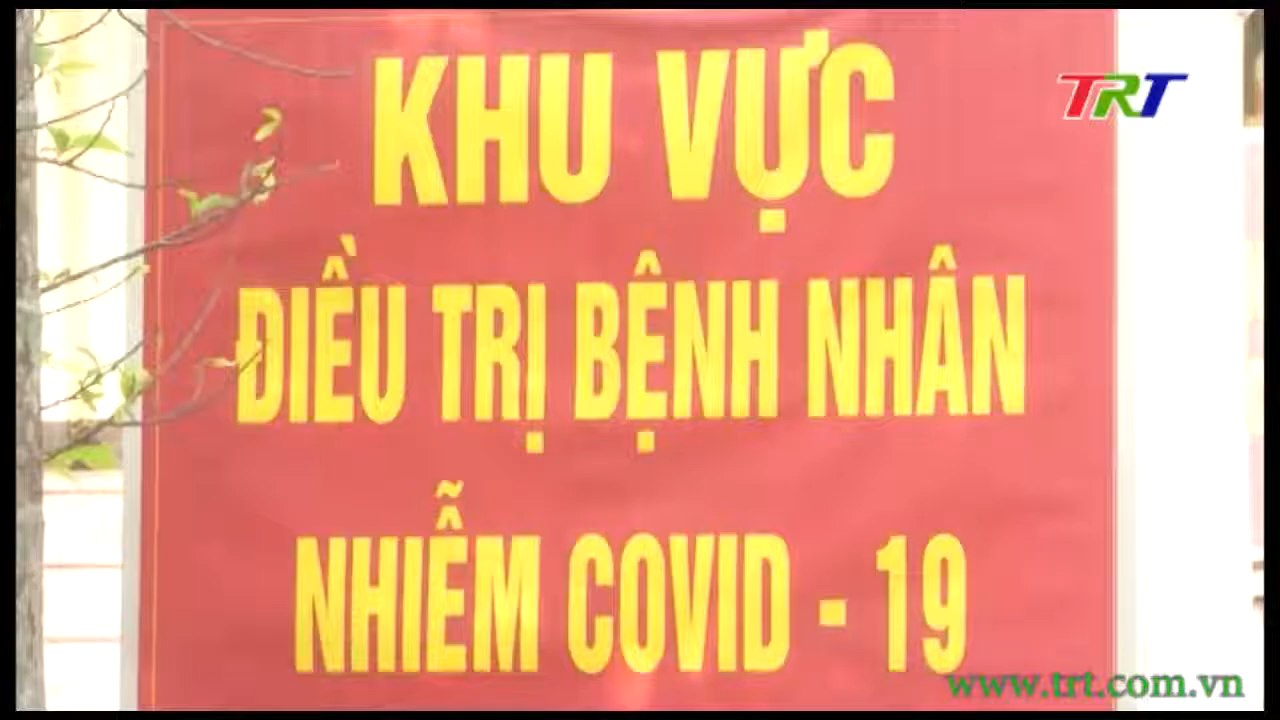 KHU VỰC
TRT
ĐIỀU TRỊ BỆNH NHÂN
NHIỄM COVID - 19
www.trt.com.vn